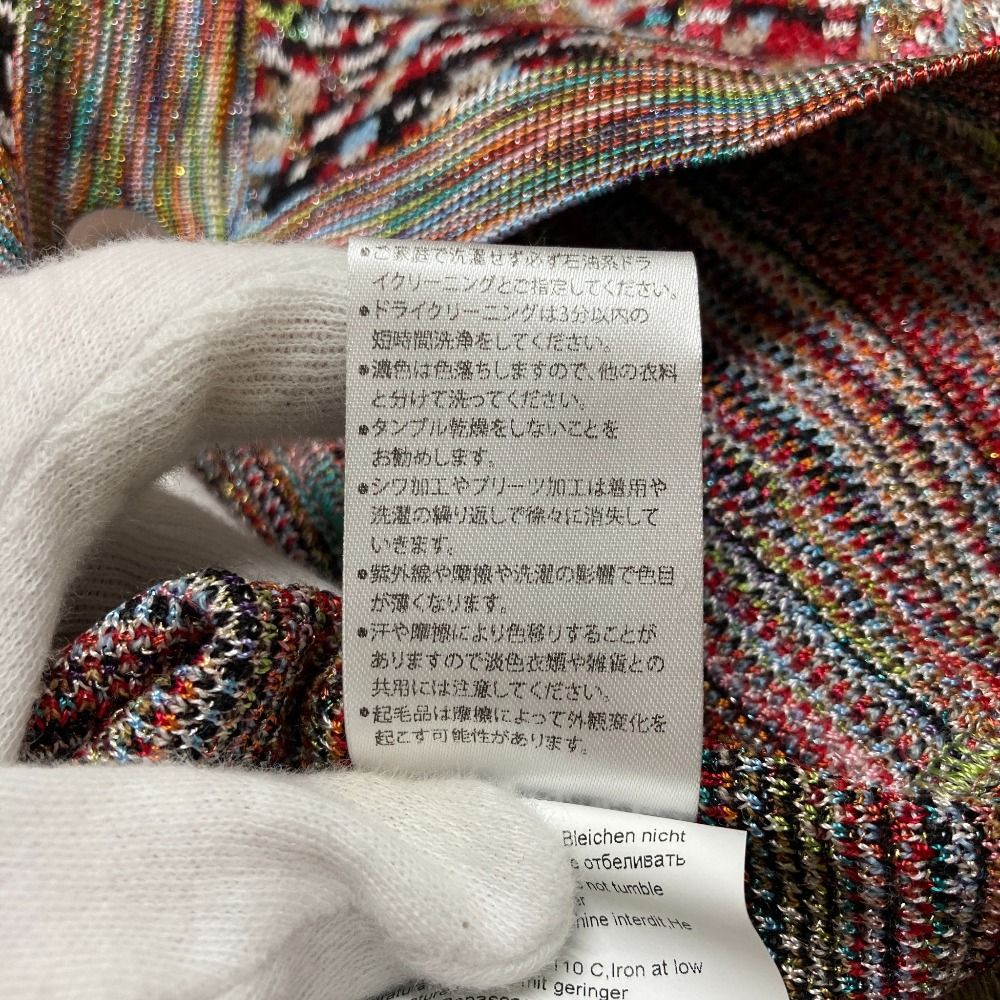 ●ご家庭で洗濯せず必ず石油系ドラ
イクリーニングとご指定してください。
●ドライクリーニングは3分以内の
短時間洗浄をしてください。
●濃色は色落ちしますので、他の衣料
と分けて洗ってください。
●タンブル乾燥をしないことを
お勧めします。
●シワ加工やプリーツ加工は着用や
洗濯の繰り返しで徐々に消失して
いきます。
●紫外線や摩擦や洗濯の影響で色目
が薄くなります。
●汗や摩擦により色移りすることが
ありますので淡色衣類や雑貨との
共用には注意してください。
●起毛品は摩擦によって外観変化を
起こす可能性があります。
Bleichen nicht
е отбеливать
not tumble
er
hine interdit.Не
110 C,Iron at low
mit geringer